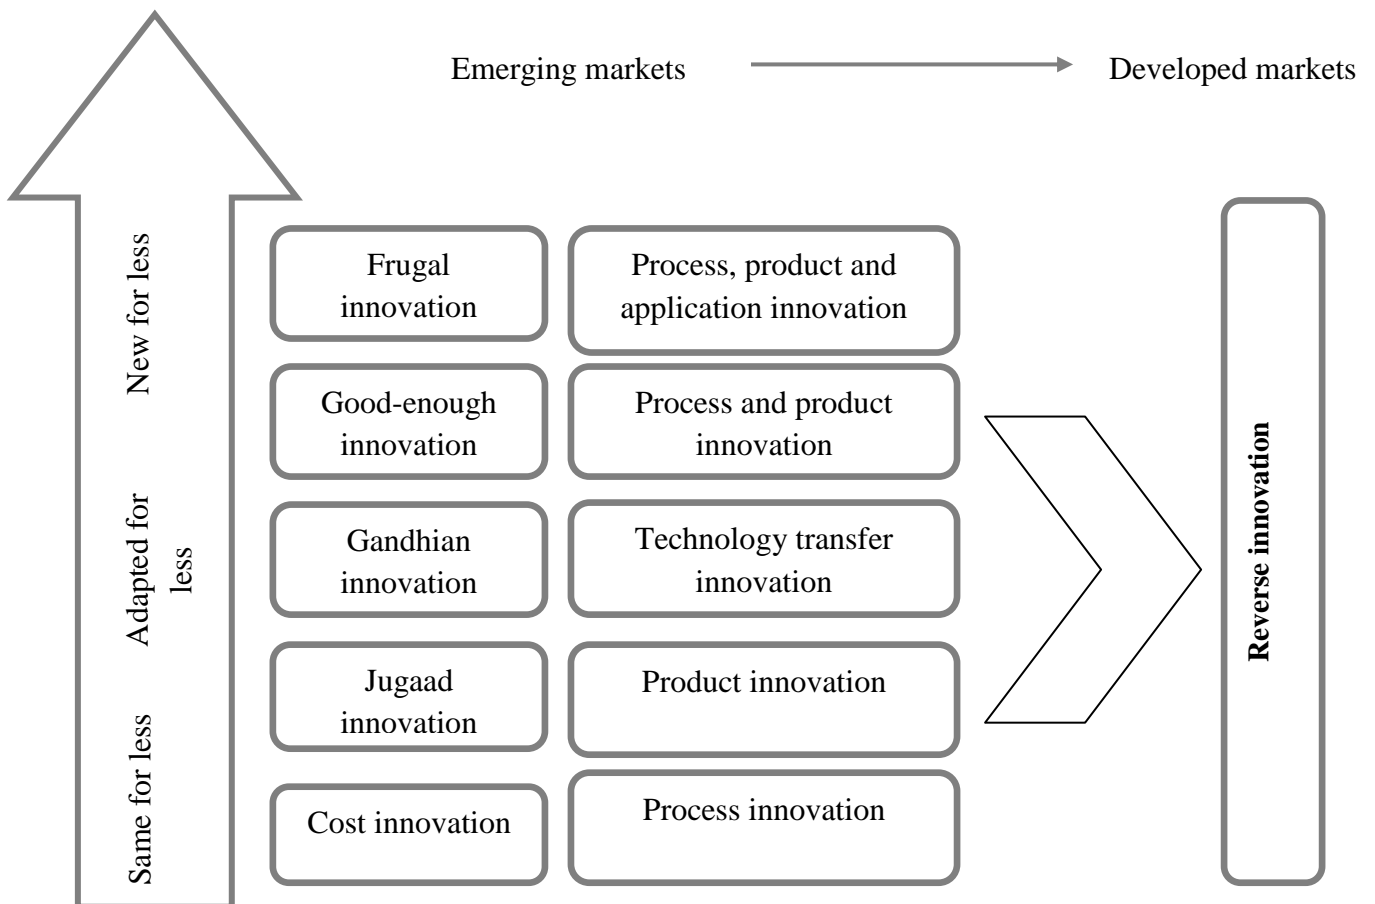 Emerging markets
Developed markets
New for less
Adapted for
less
Same for less
Frugal
innovation
Process, product and
application innovation
Good-enough
innovation
Process and product
innovation
Gandhian
innovation
Technology transfer
innovation
Jugaad
innovation
Product innovation
Cost innovation
Process innovation
Reverse innovation